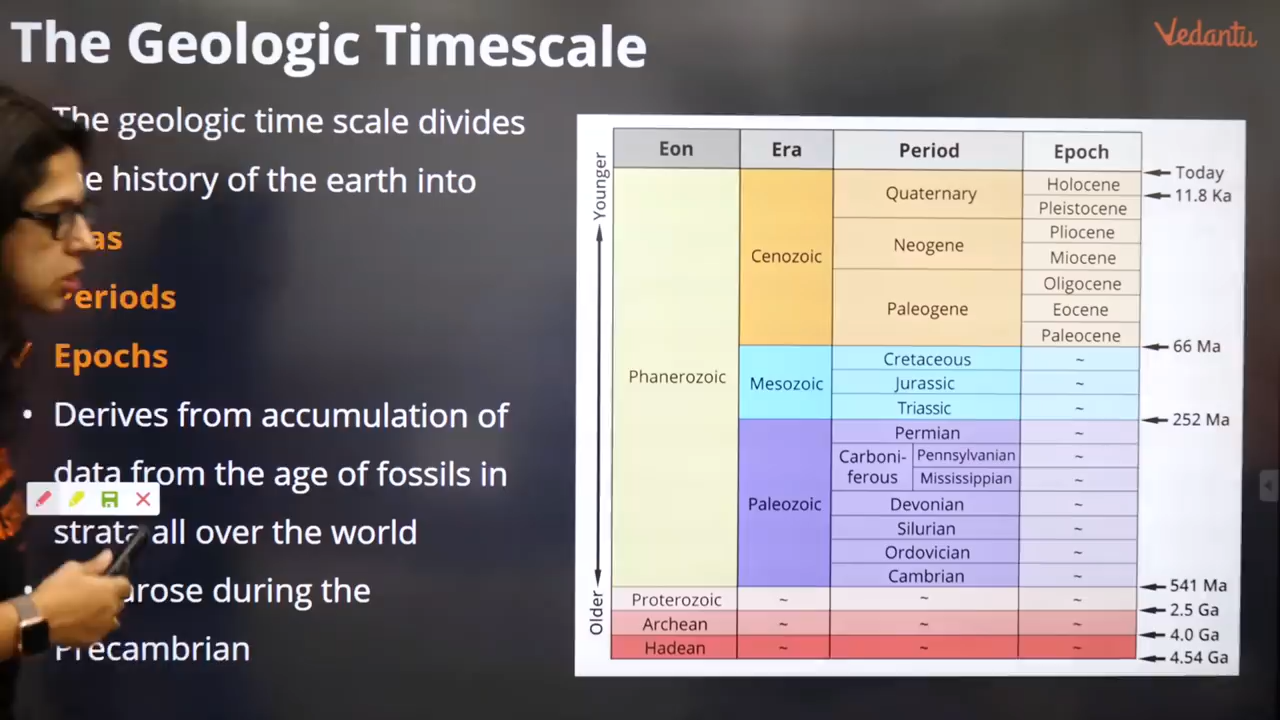 The Geologic Timescale
Vedantu
The geologic time scale divides
history of the earth into
Periods
Epochs
• Derives from accumulation of
data from the age of fossils in
strata all over the world
arose during the
Precambrian
Eon Era Period Epoch
Younger
Older
Phanerozoic
Proterozoic ~ ~ ~
Archean ~ ~ ~
Hadean ~ ~ ~
Cenozoic
Mesozoic
Paleozoic
Quaternary
Neogene
Paleogene
Cretaceous ~
Jurassic ~
Triassic ~
Permian ~
Carboni-
ferous
Pennsylvanian ~
Mississippian ~
Devonian ~
Silurian ~
Ordovician ~
Cambrian ~
Holocene
Pleistocene
Pliocene
Miocene
Oligocene
Eocene
Paleocene
Today
11.8 Ka
66 Ma
252 Ma
541 Ma
2.5 Ga
4.0 Ga
4.54 Ga